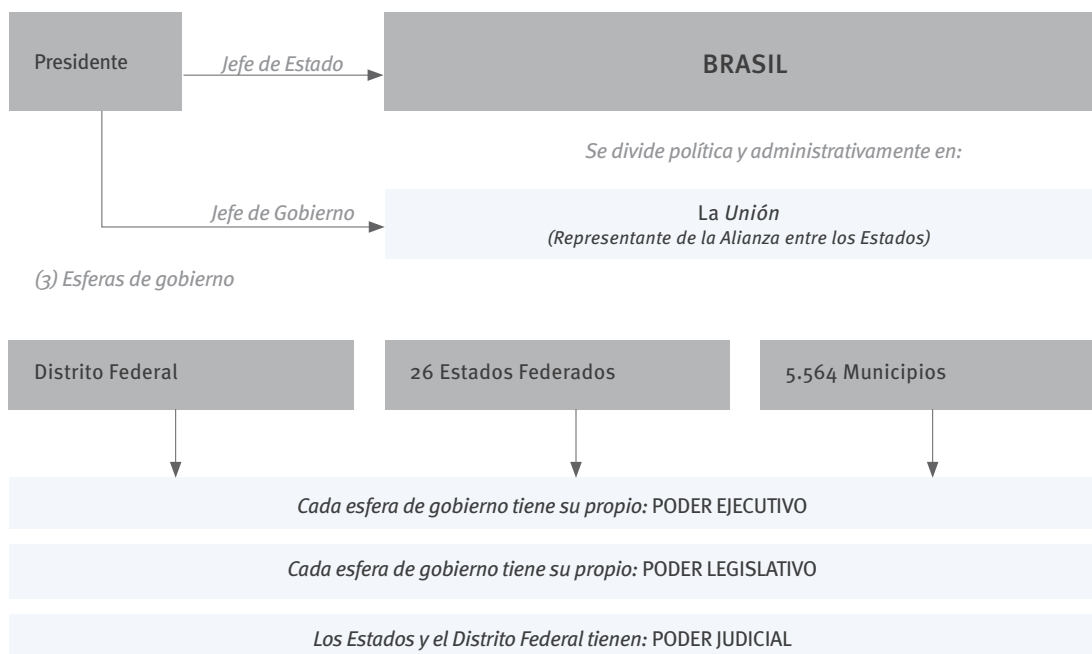 Presidente
Jefe de Estado
BRASIL
Se divide política y administrativamente en:
Jefe de Gobierno
La Unión
(Representante de la Alianza entre los Estados)
(3) Esferas de gobierno
Distrito Federal
26 Estados Federados
5.564 Municipios
Cada esfera de gobierno tiene su propio: PODER EJECUTIVO
Cada esfera de gobierno tiene su propio: PODER LEGISLATIVO
Los Estados y el Distrito Federal tienen: PODER JUDICIAL